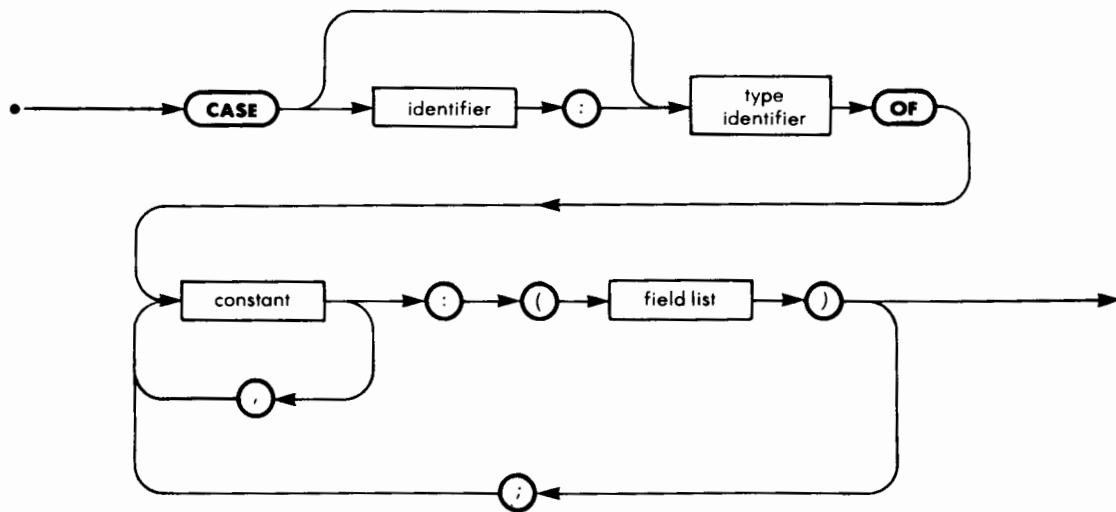 CASE identifier : type identifier OF
constant : ( field list )
,
;